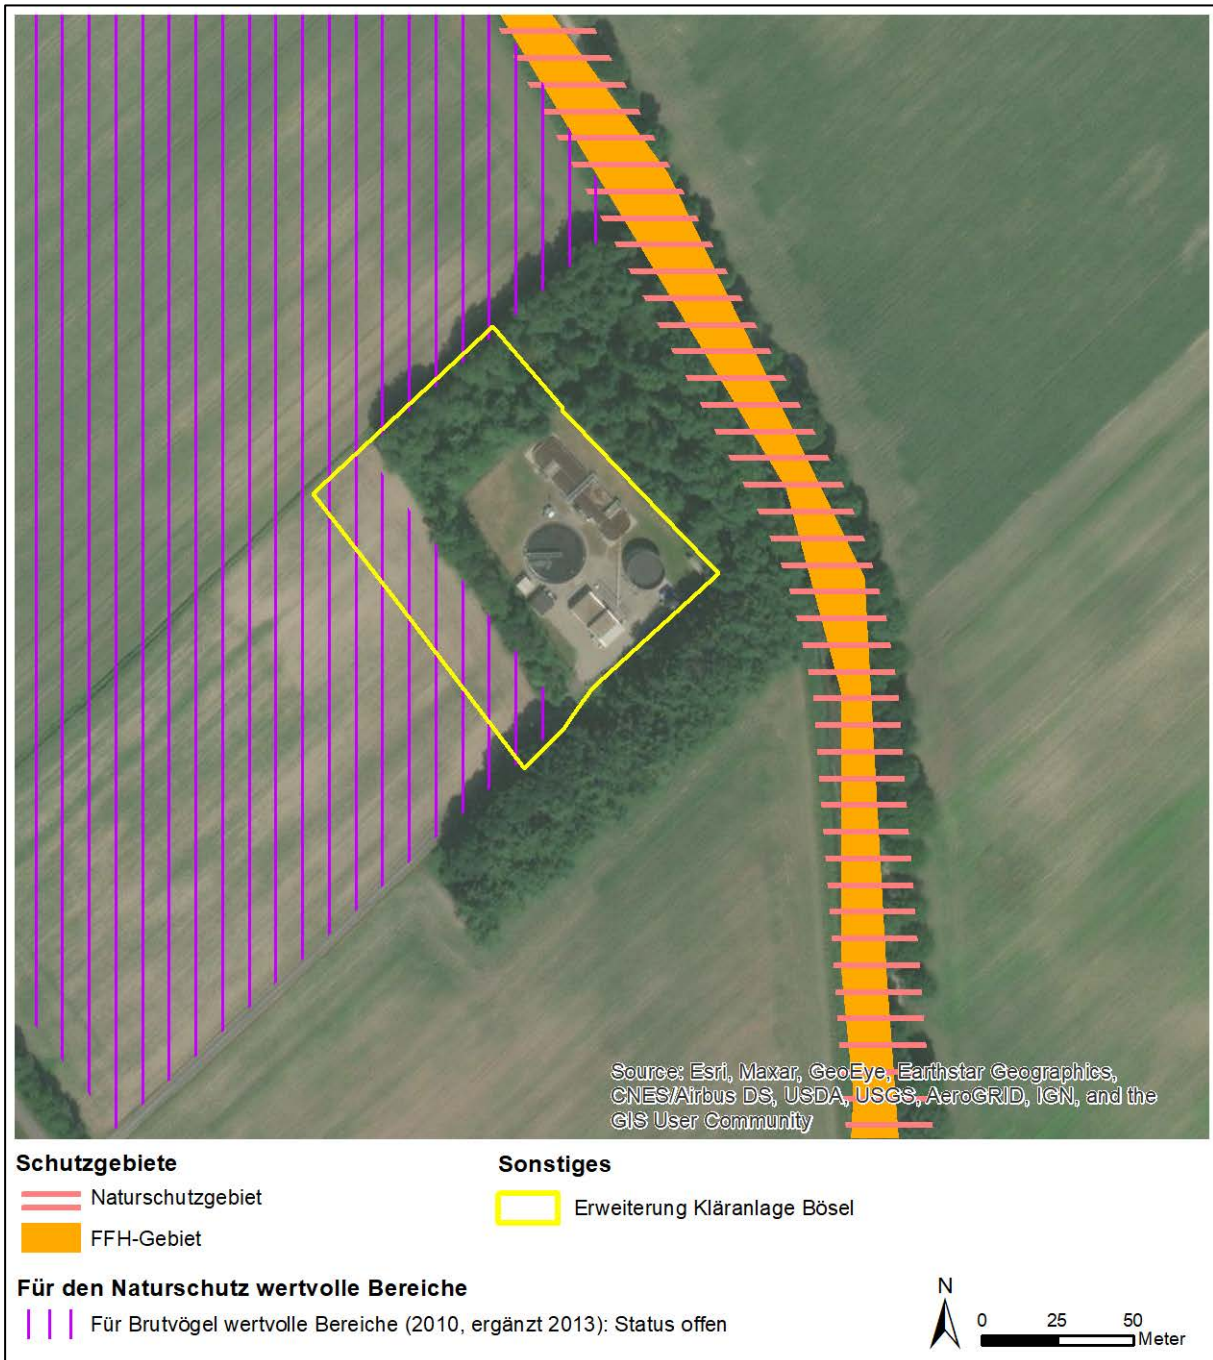 Source: Esri, Maxar, GeoEye, Earthstar Geographics,
CNES/Airbus DS, USDA, USGS, AeroGRID, IGN, and the
GIS User Community
Schutzgebiete
Naturschutzgebiet
FFH-Gebiet
Sonstiges
Erweiterung Kläranlage Bösel
Für den Naturschutz wertvolle Bereiche
Für Brutvögel wertvolle Bereiche (2010, ergänzt 2013): Status offen
N
0 25 50
Meter